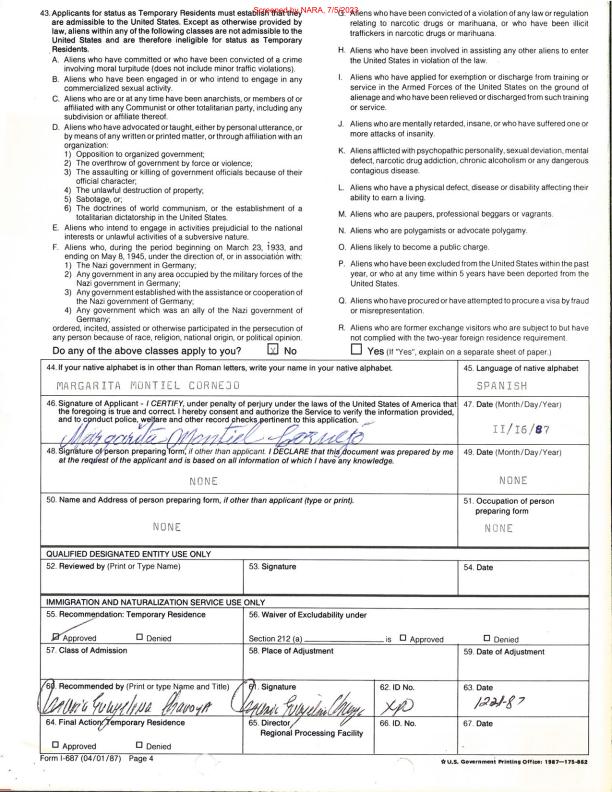 Screened by NARA, 7/5/2023
43. Applicants for status as Temporary Residents must establish that they
are admissible to the United States. Except as otherwise provided by
law, aliens within any of the following classes are not admissible to the
United States and are therefore ineligible for status as Temporary
Residents.
A. Aliens who have committed or who have been convicted of a crime
involving moral turpitude (does not include minor traffic violations).
B. Aliens who have been engaged in or who intend to engage in any
commercialized sexual activity.
C. Aliens who are or at any time have been anarchists, or members of or
affiliated with any Communist or other totalitarian party, including any
subdivision or affiliate thereof.
D. Aliens who have advocated or taught, either by personal utterance, or
by means of any written or printed matter, or through affiliation with an
organization:
1) Opposition to organized government;
2) The overthrow of government by force or violence;
3) The assaulting or killing of government officials because of their
official character;
4) The unlawful destruction of property;
5) Sabotage, or;
6) The doctrines of world communism, or the establishment of a
totalitarian dictatorship in the United States.
E. Aliens who intend to engage in activities prejudicial to the national
interests or unlawful activities of a subversive nature.
F. Aliens who, during the period beginning on March 23, 1933, and
ending on May 8, 1945, under the direction of, or in association with:
1) The Nazi government in Germany;
2) Any government in any area occupied by the military forces of the
Nazi government in Germany;
3) Any government established with the assistance or cooperation of
the Nazi government of Germany;
4) Any government which was an ally of the Nazi government of
Germany;
ordered, incited, assisted or otherwise participated in the persecution of
any person because of race, religion, national origin, or political opinion.
G. Aliens who have been convicted of a violation of any law or regulation
relating to narcotic drugs or marihuana, or who have been illicit
traffickers in narcotic drugs or marihuana.
H. Aliens who have been involved in assisting any other aliens to enter
the United States in violation of the law.
I. Aliens who have applied for exemption or discharge from training or
service in the Armed Forces of the United States on the ground of
alienage and who have been relieved or discharged from such training
or service.
J. Aliens who are mentally retarded, insane, or who have suffered one or
more attacks of insanity.
K. Aliens afflicted with psychopathic personality, sexual deviation, mental
defect, narcotic drug addiction, chronic alcoholism or any dangerous
contagious disease.
L. Aliens who have a physical defect, disease or disability affecting their
ability to earn a living.
M. Aliens who are paupers, professional beggars or vagrants.
N. Aliens who are polygamists or advocate polygamy.
O. Aliens likely to become a public charge.
P. Aliens who have been excluded from the United States within the past
year, or who at any time within 5 years have been deported from the
United States.
Q. Aliens who have procured or have attempted to procure a visa by fraud
or misrepresentation.
R. Aliens who are former exchange visitors who are subject to but have
not complied with the two-year foreign residence requirement.
Do any of the above classes apply to you? X No Yes (If "Yes", explain on a separate sheet of paper.)
44. If your native alphabet is in other than Roman letters, write your name in your native alphabet.
MARGARITA MONTIEL CORNEJO
45. Language of native alphabet
SPANISH
46. Signature of Applicant - I CERTIFY, under penalty of perjury under the laws of the United States of America that
the foregoing is true and correct. I hereby consent and authorize the Service to verify the information provided,
and to conduct police, welfare and other record checks pertinent to this application.
Margarita Montiel Cornejo
47. Date (Month/Day/Year)
11/16/87
48. Signature of person preparing form, if other than applicant. I DECLARE that this document was prepared by me
at the request of the applicant and is based on all information of which I have any knowledge.
NONE
49. Date (Month/Day/Year)
NONE
50. Name and Address of person preparing form, if other than applicant (type or print).
NONE
51. Occupation of person
preparing form
NONE
QUALIFIED DESIGNATED ENTITY USE ONLY
52. Reviewed by (Print or Type Name)
53. Signature
54. Date
IMMIGRATION AND NATURALIZATION SERVICE USE ONLY
55. Recommendation: Temporary Residence
Approved Denied
56. Waiver of Excludability under
Section 212 (a) is Approved Denied
57. Class of Admission
58. Place of Adjustment
59. Date of Adjustment
60. Recommended by (Print or type Name and Title)
61. Signature
62. ID No.
63. Date
12-21-87
64. Final Action: Temporary Residence
Approved Denied
65. Director
Regional Processing Facility
66. ID No.
67. Date
Form I-687 (04/01/87) Page 4
☆ U.S. Government Printing Office: 1987—175-862